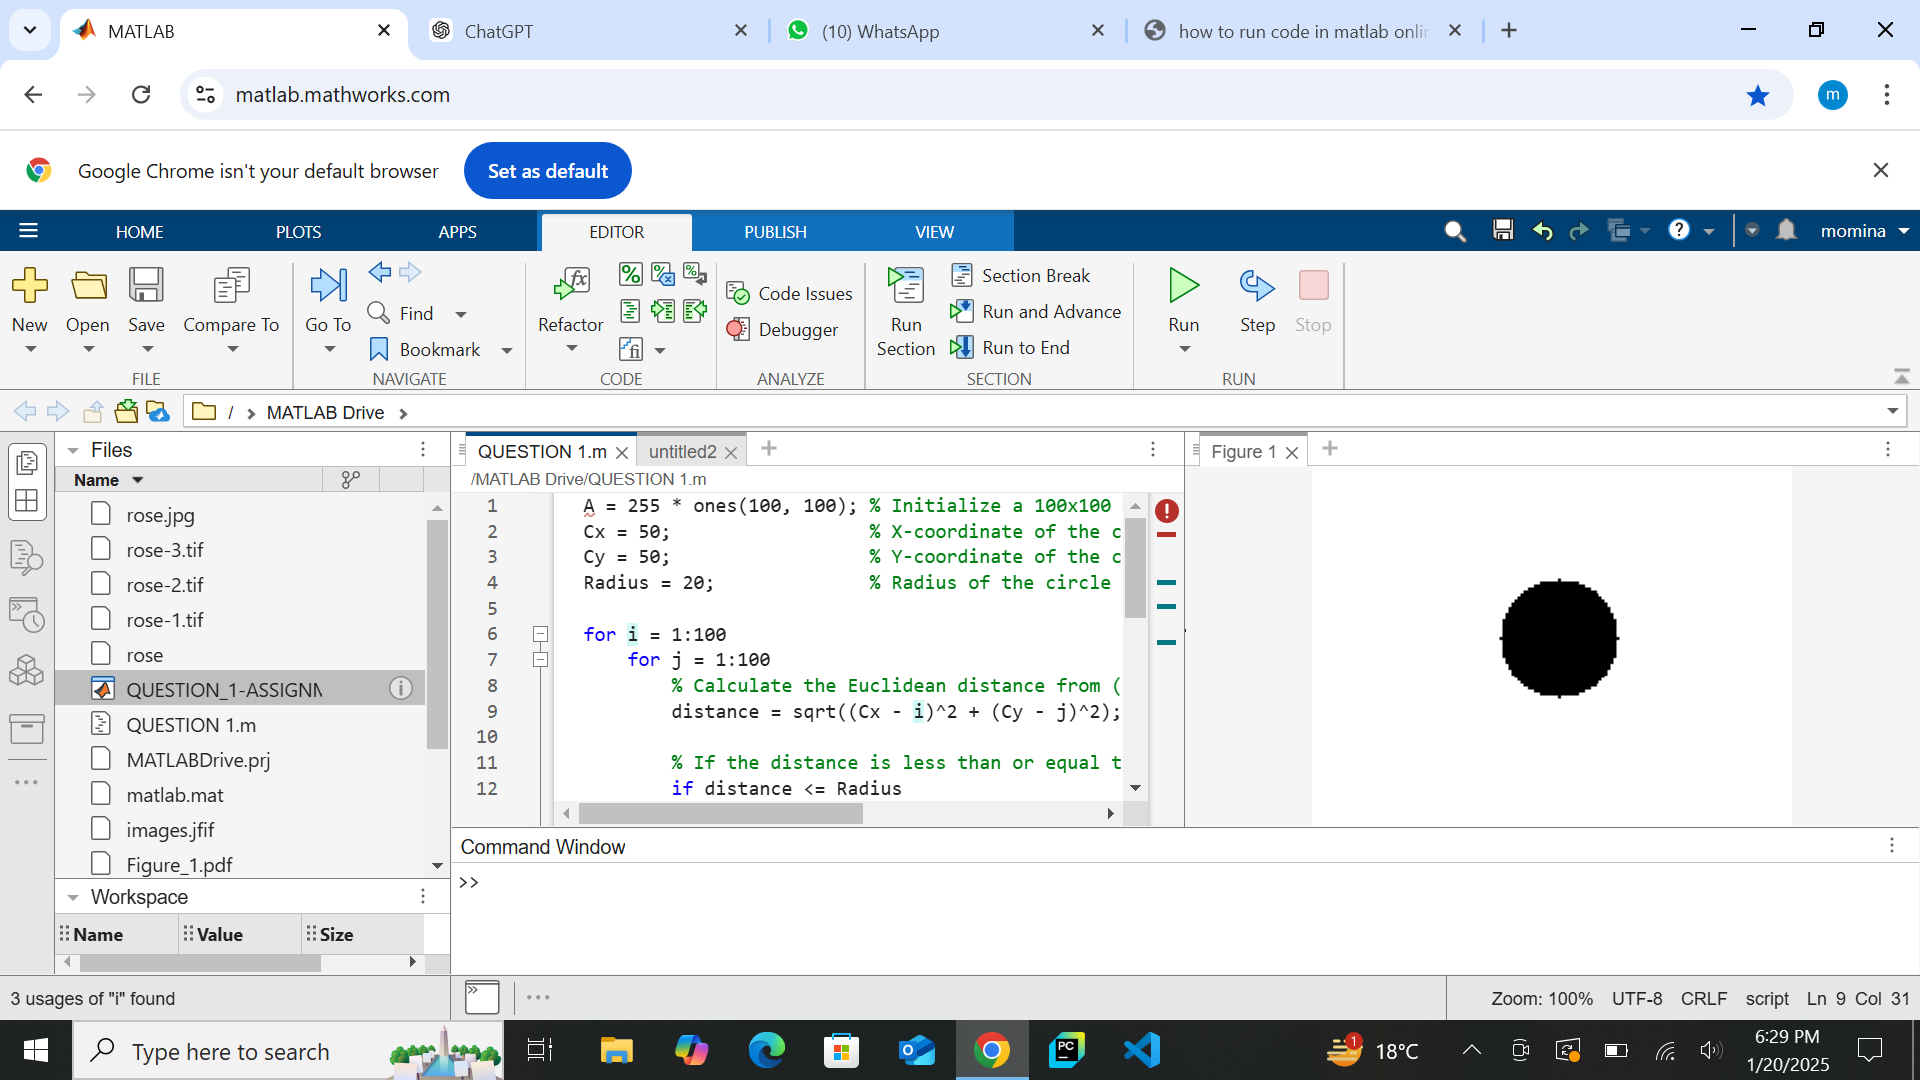 MATLAB
ChatGPT
(10) WhatsApp
how to run code in matlab onli
matlab.mathworks.com
m
Google Chrome isn't your default browser
Set as default
HOME PLOTS APPS EDITOR PUBLISH VIEW
momina
New
Open
Save
Compare To
FILE
Go To
Find
Bookmark
NAVIGATE
Refactor
CODE
Code Issues
Debugger
ANALYZE
Run Section
Section Break
Run and Advance
Run to End
SECTION
Run
Step
Stop
RUN
/ › MATLAB Drive ›
Files
Name
rose.jpg
rose-3.tif
rose-2.tif
rose-1.tif
rose
QUESTION_1-ASSIGNM
QUESTION 1.m
MATLABDrive.prj
matlab.mat
images.jfif
Figure_1.pdf
Workspace
Name Value Size
QUESTION 1.m
untitled2
/MATLAB Drive/QUESTION 1.m
1 A = 255 * ones(100, 100); % Initialize a 100x100
2 Cx = 50; % X-coordinate of the c
3 Cy = 50; % Y-coordinate of the c
4 Radius = 20; % Radius of the circle
5
6 for i = 1:100
7 for j = 1:100
8 % Calculate the Euclidean distance from (
9 distance = sqrt((Cx - i)^2 + (Cy - j)^2);
10
11 % If the distance is less than or equal t
12 if distance <= Radius
Figure 1
Command Window
>>
3 usages of "i" found
Zoom: 100% UTF-8 CRLF script Ln 9 Col 31
Type here to search
PC
1
18°C
6:29 PM
1/20/2025